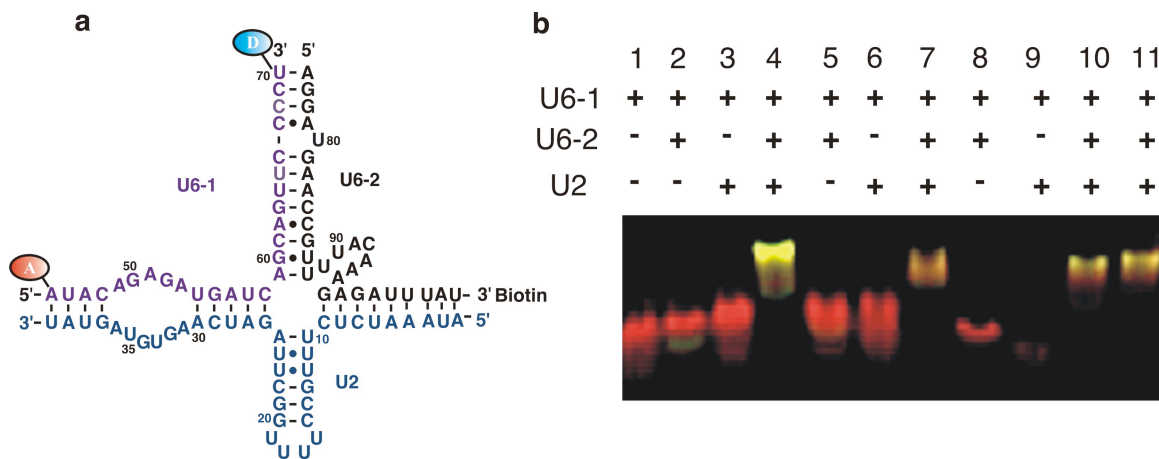 a
D
3' 5'
70 U - A
C - G
C - G
C • A
U 80
C - G
U - A
U - A
G - C
A • C
C - G
60 G • U
A - U
U6-1
U6-2
90 U A C
U A A A
A
50
5'- A U A C A G A G A U G A U C
G A G A U U U A U - 3' Biotin
3'- U A U G A U G U G A A C U A G
C U C U A A A U A - 5'
35
30
10
A - U
U • U
U • U
C - G
G - C
20 G - C
U U
U U
U2
b
1 2 3 4 5 6 7 8 9 10 11
U6-1 + + + + + + + + + + +
U6-2 - + - + + - + + - + +
U2 - - + + - + + - + + +